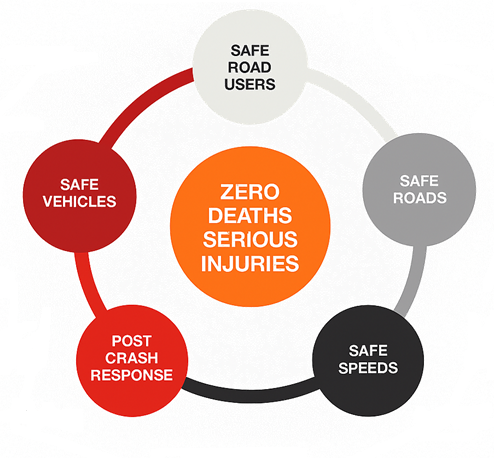 SAFE
ROAD
USERS
SAFE
ROADS
SAFE
SPEEDS
POST
CRASH
RESPONSE
SAFE
VEHICLES
ZERO
DEATHS
SERIOUS
INJURIES